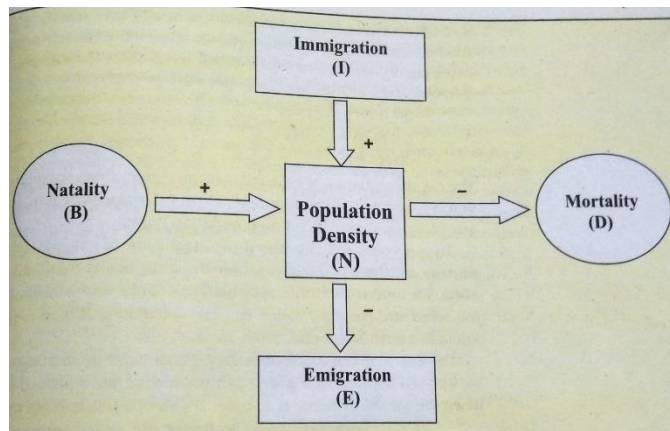 Immigration
(I)
+
Natality
(B)
+
Population
Density
(N)
–
Mortality
(D)
–
Emigration
(E)